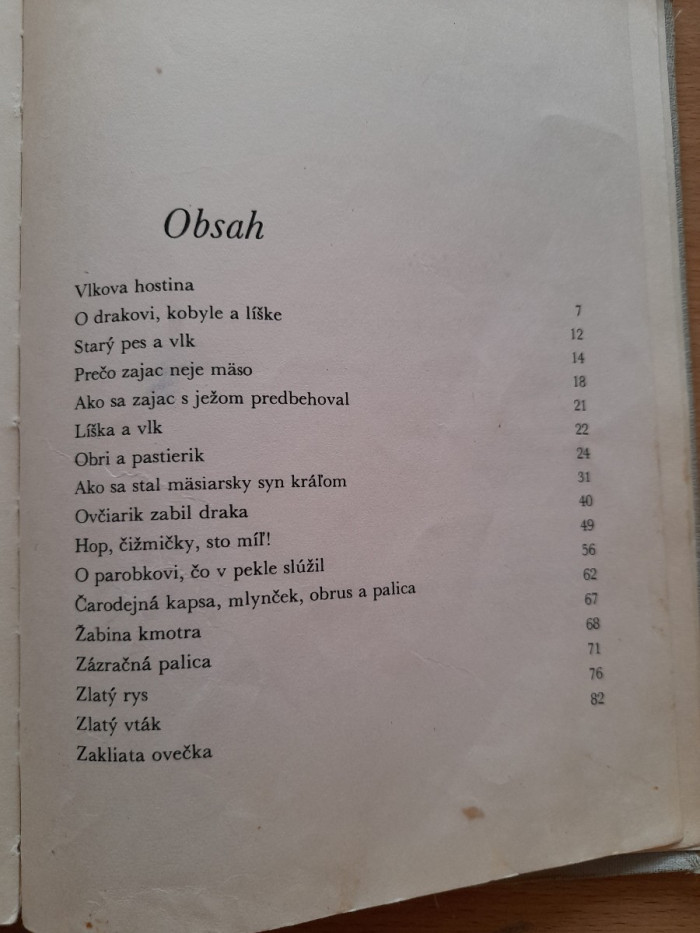 Obsah
Vlkova hostina 7
O drakovi, kobyle a líške 12
Starý pes a vlk 14
Prečo zajac neje mäso 18
Ako sa zajac s ježom predbehoval 21
Líška a vlk 22
Obri a pastierik 24
Ako sa stal mäsiarsky syn kráľom 31
Ovčiarik zabil draka 40
Hop, čižmičky, sto míľ! 49
O parobkovi, čo v pekle slúžil 56
Čarodejná kapsa, mlynček, obrus a palica 62
Žabina kmotra 67
Zázračná palica 68
Zlatý rys 71
Zlatý vták 76
Zakliata ovečka 82